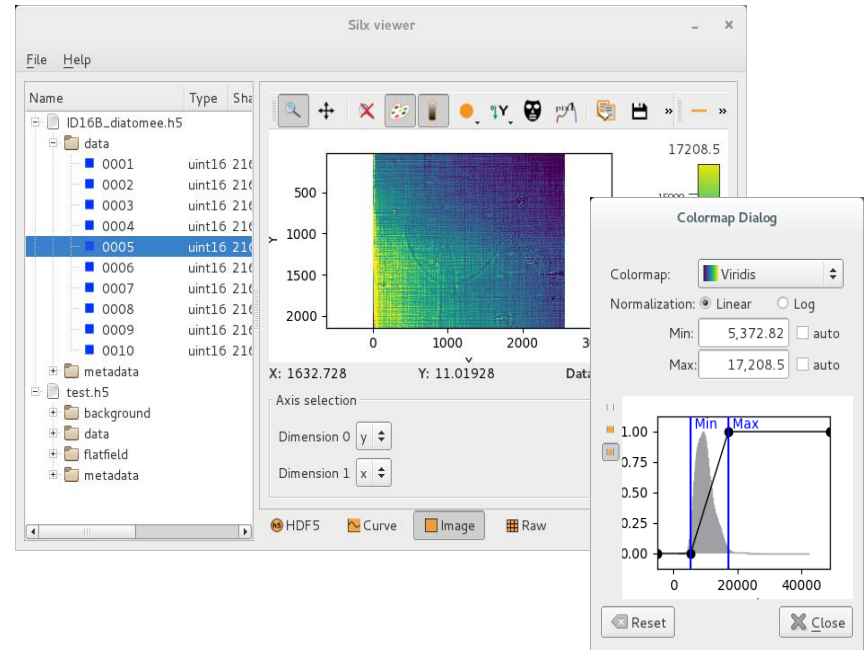 Silx viewer
File Help
Name Type Sha
ID16B_diatomee.h5
data
0001 uint16 216
0002 uint16 216
0003 uint16 216
0004 uint16 216
0005 uint16 216
0006 uint16 216
0007 uint16 216
0008 uint16 216
0009 uint16 216
0010 uint16 216
metadata
test.h5
background
data
flatfield
metadata
Y pixλ » »
17208.5
15000
500
1000
1500
2000
Y
0 1000 2000 3
X: 1632.728 Y: 11.01928 Data
Axis selection
Dimension 0 y
Dimension 1 x
HDF5 Curve Image Raw
Colormap Dialog
Colormap: Viridis
Normalization: Linear Log
Min: 5,372.82 auto
Max: 17,208.5 auto
Min Max
1.00
0.75
0.50
0.25
0.00
0 20000 40000
Reset Close